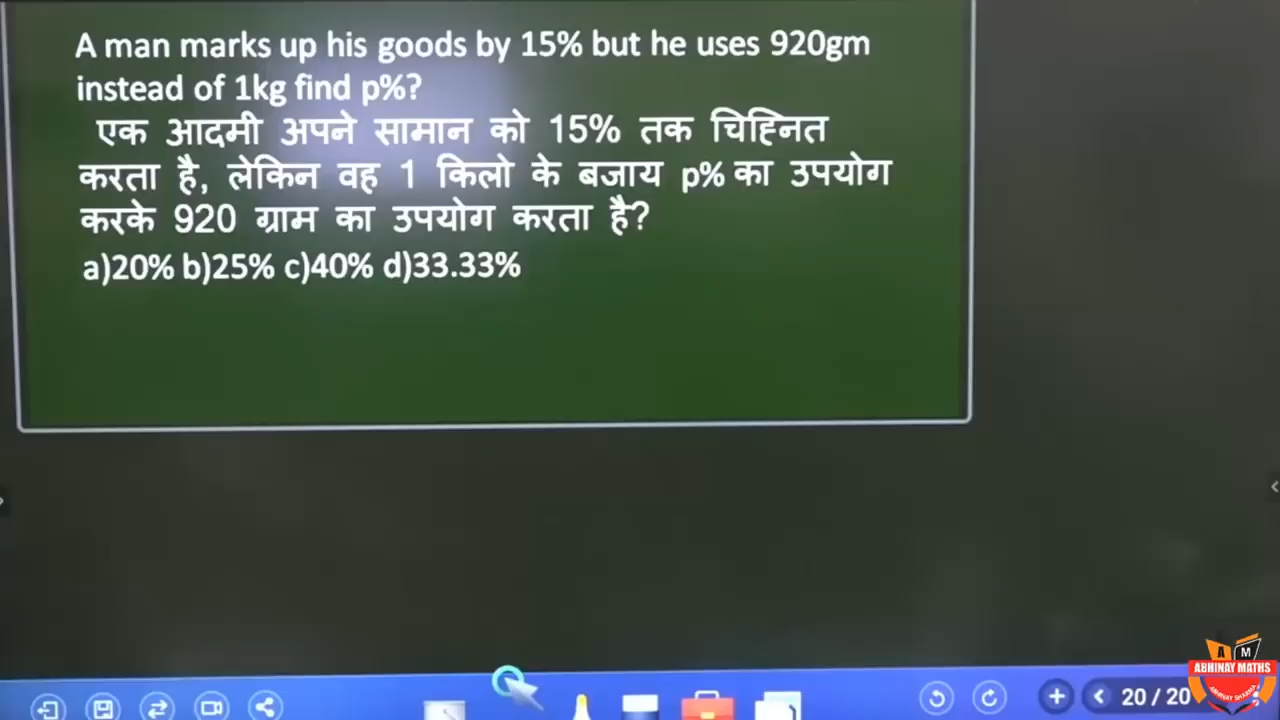 A man marks up his goods by 15% but he uses 920gm
instead of 1kg find p%?
एक आदमी अपने सामान को 15% तक चिह्नित
करता है, लेकिन वह 1 किलो के बजाय p% का उपयोग
करके 920 ग्राम का उपयोग करता है?
a)20% b)25% c)40% d)33.33%
20 / 20
A M
ABHINAY MATHS
ABHINAY SHARMA